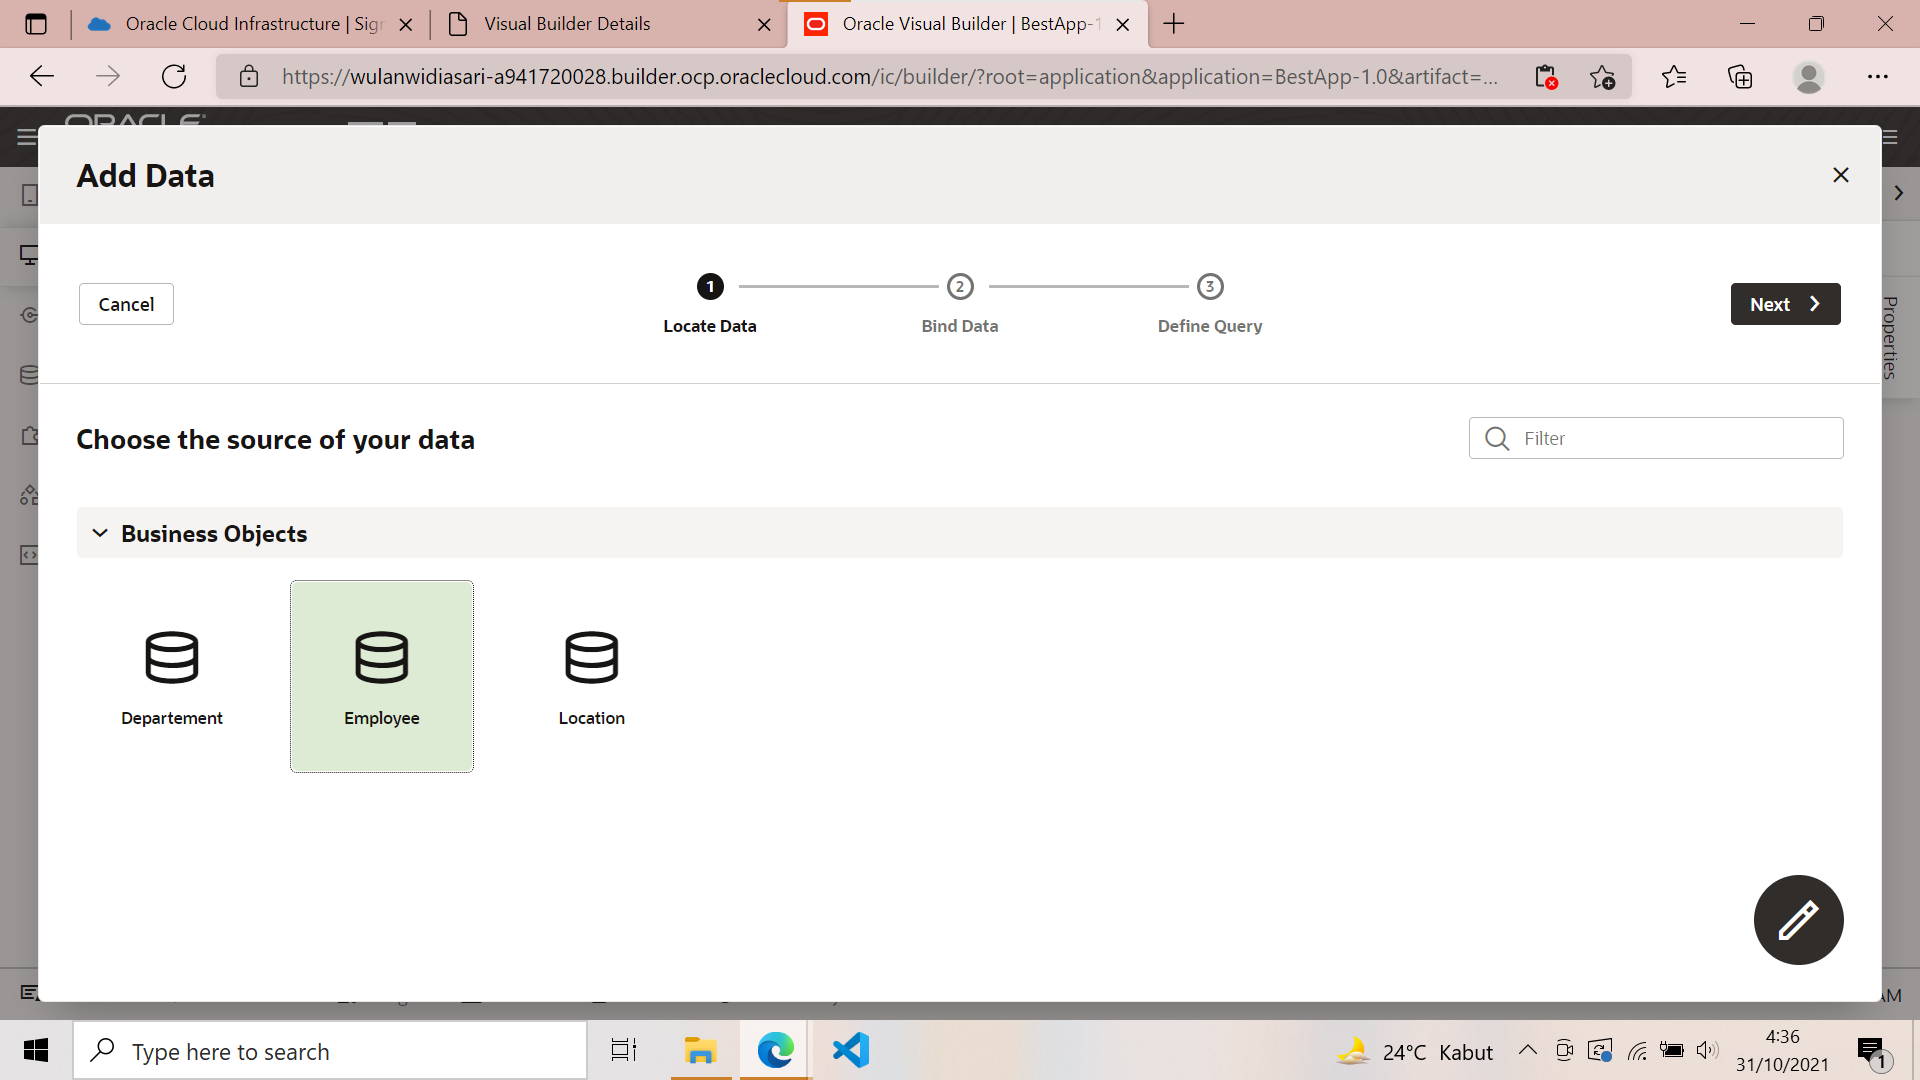 Oracle Cloud Infrastructure | Sign
Visual Builder Details
Oracle Visual Builder | BestApp-1
https://wulanwidiasari-a941720028.builder.ocp.oraclecloud.com/ic/builder/?root=application&application=BestApp-1.0&artifact=...
ORACLE
Add Data
Cancel
1
2
3
Locate Data
Bind Data
Define Query
Next
Properties
Choose the source of your data
Filter
Business Objects
Departement
Employee
Location
AM
Type here to search
24°C Kabut
4:36
31/10/2021
1